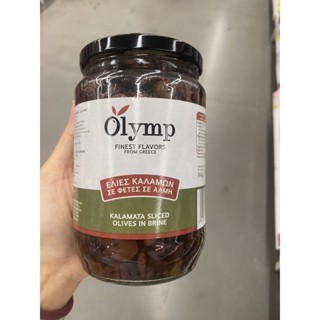 Olymp
FINEST FLAVORS
FROM GREECE
ΕΛΙΕΣ ΚΑΛΑΜΩΝ
ΣΕ ΦΕΤΕΣ ΣΕ ΑΛΜΗ
KALAMATA SLICED
OLIVES IN BRINE